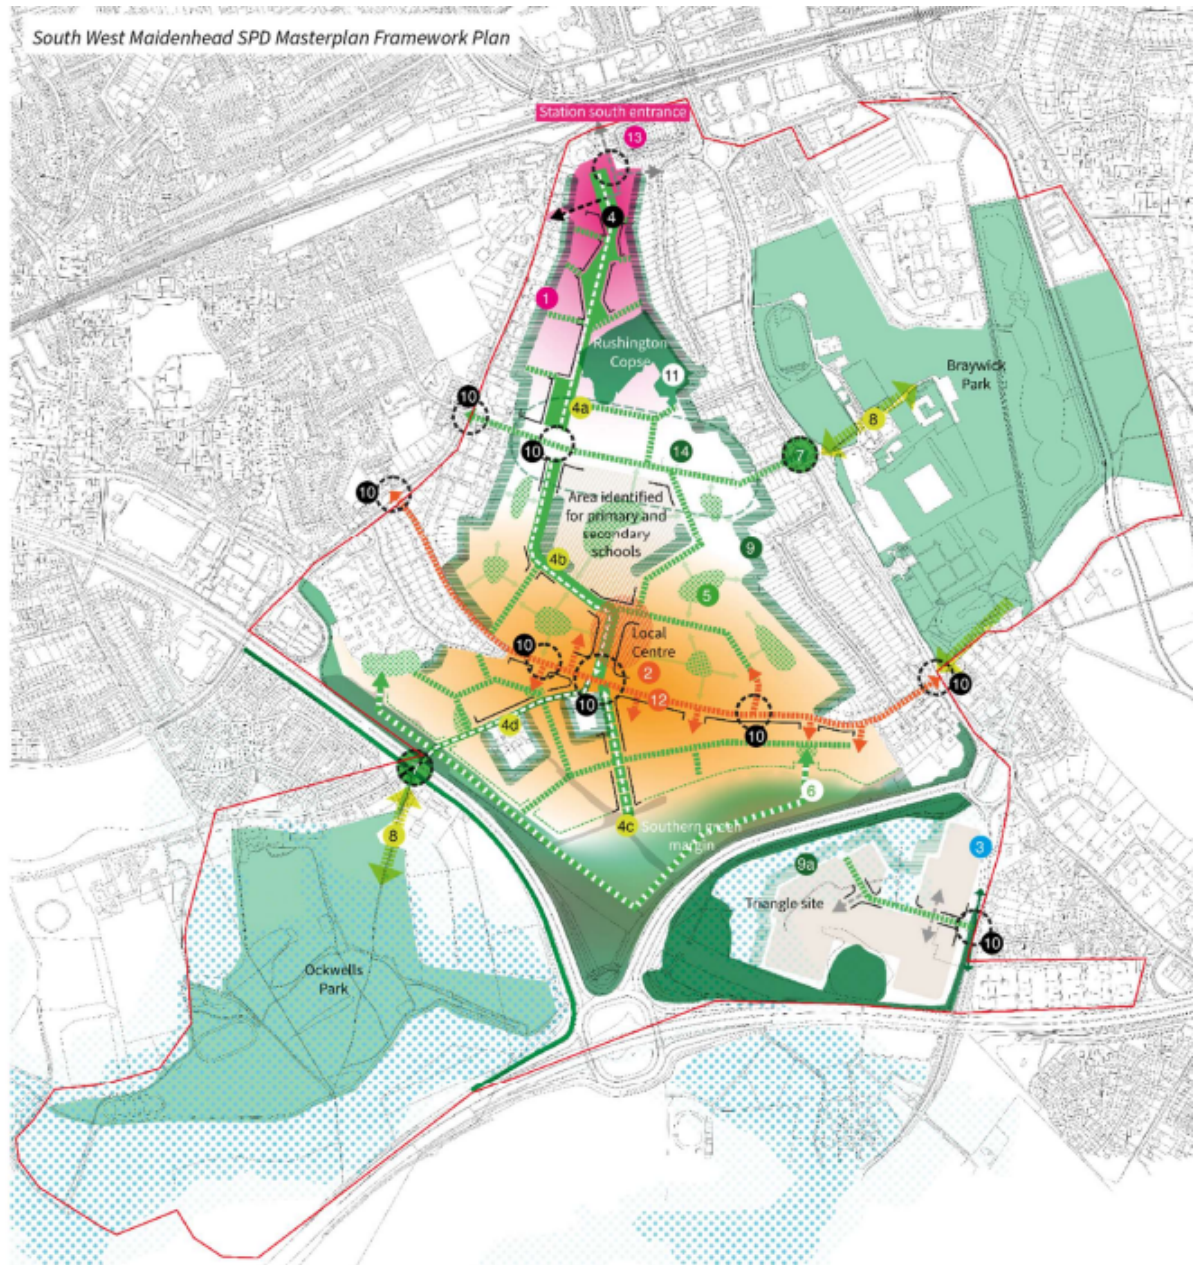 South West Maidenhead SPD Masterplan Framework Plan
Station south entrance
13
4
1
Rushington
Copse
11
Braywick
Park
10
4a
8
10
14
7
10
Area identified
for primary and
secondary
schools
9
4b
5
Local
Centre
10
2
10
12
10
4d
10
7
6
8
4c
Southern green
margin
3
9a
Triangle site
10
Ockwells
Park